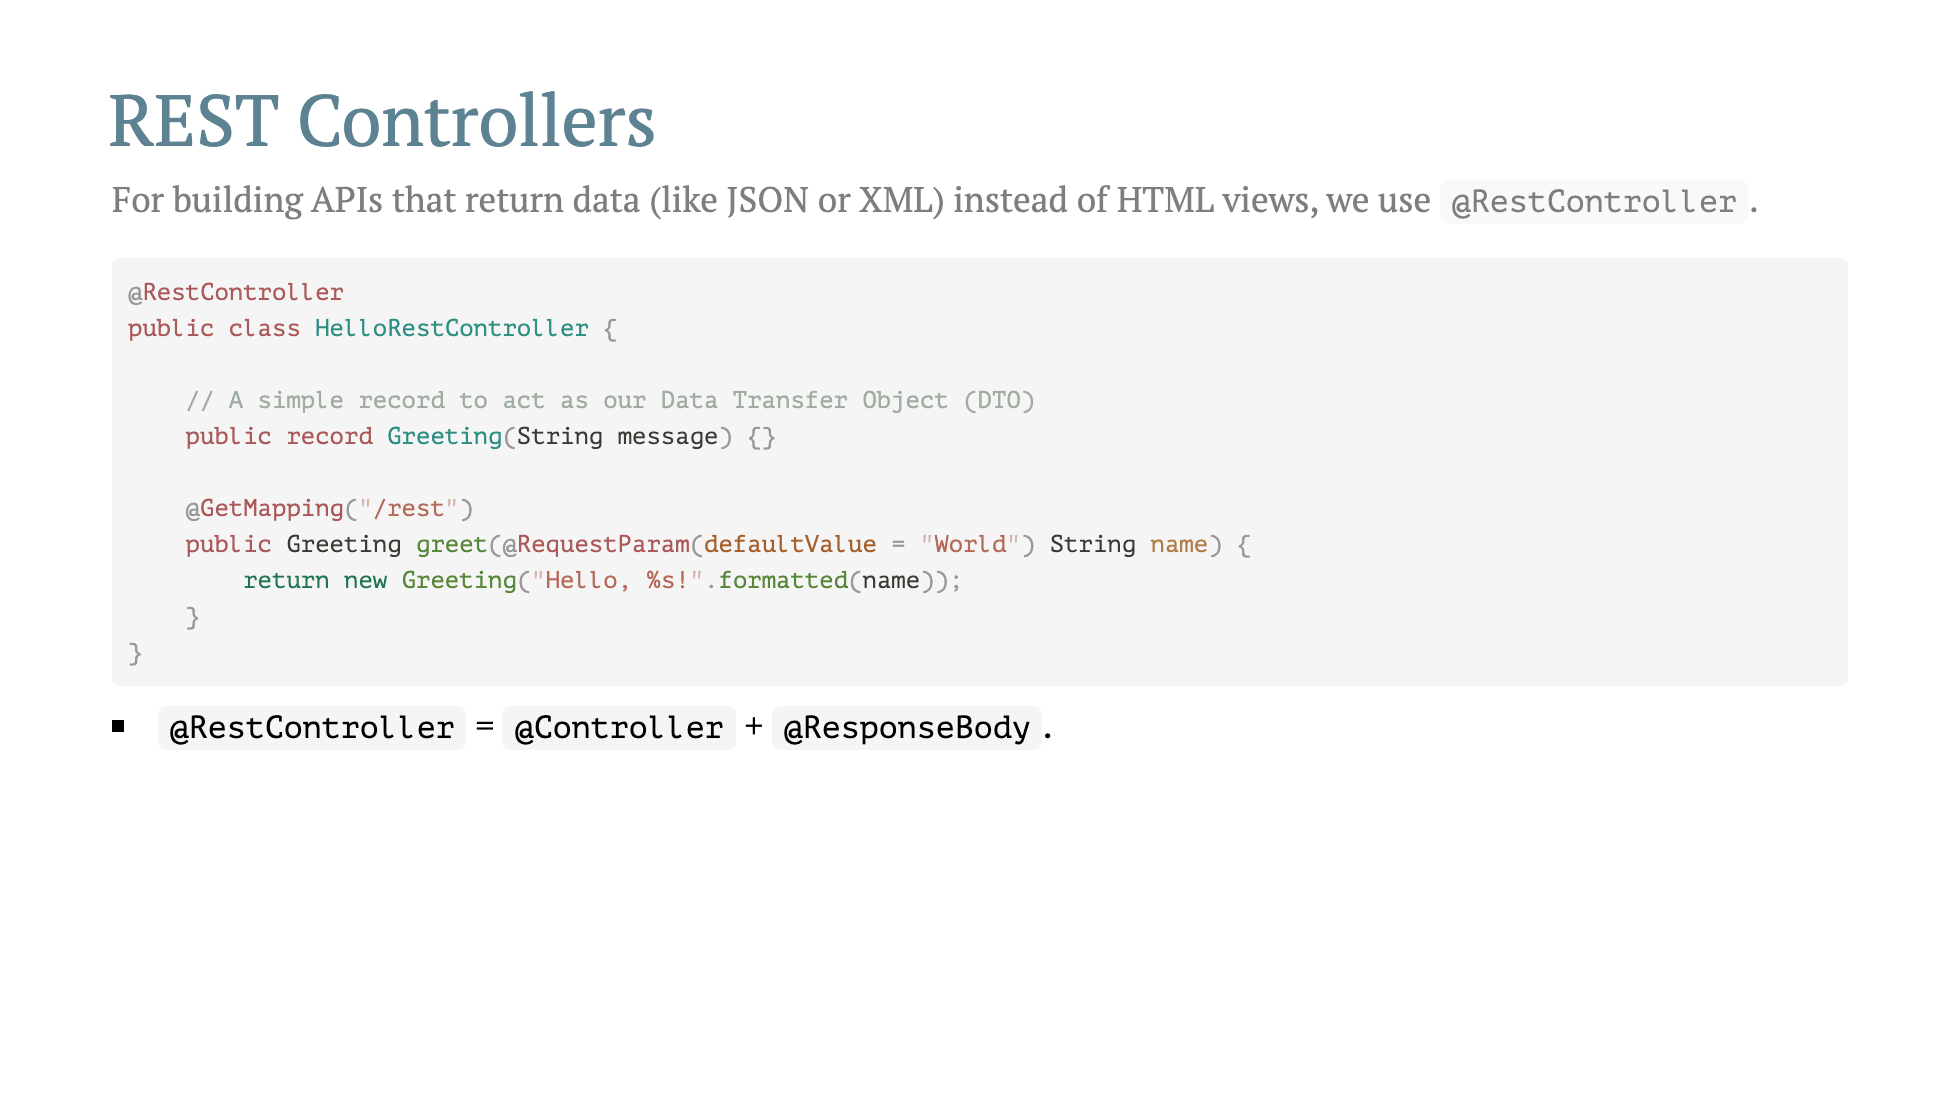 REST Controllers
For building APIs that return data (like JSON or XML) instead of HTML views, we use @RestController.
@RestController
public class HelloRestController {
    // A simple record to act as our Data Transfer Object (DTO)
    public record Greeting(String message) {}
    @GetMapping("/rest")
    public Greeting greet(@RequestParam(defaultValue = "World") String name) {
        return new Greeting("Hello, %s!".formatted(name));
    }
}
▪ @RestController = @Controller + @ResponseBody.